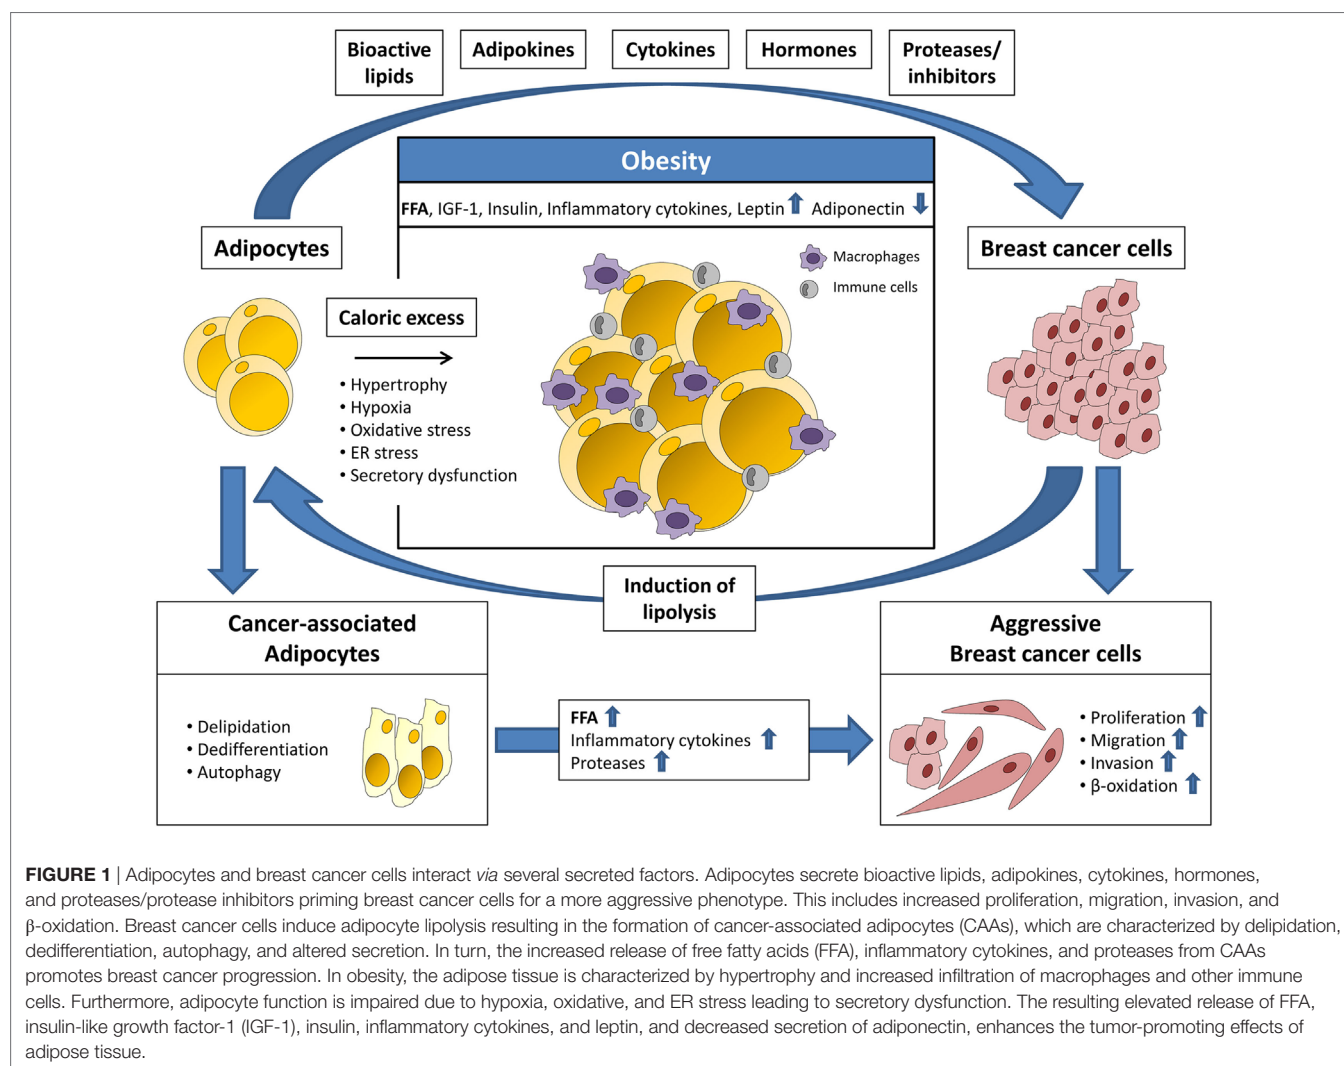 Bioactive
lipids
Adipokines
Cytokines
Hormones
Proteases/
inhibitors
Obesity
FFA, IGF-1, Insulin, Inflammatory cytokines, Leptin Adiponectin
Adipocytes
Breast cancer cells
Macrophages
Immune cells
Caloric excess
• Hypertrophy
• Hypoxia
• Oxidative stress
• ER stress
• Secretory dysfunction
Induction of
lipolysis
Cancer-associated
Adipocytes
• Delipidation
• Dedifferentiation
• Autophagy
FFA
Inflammatory cytokines
Proteases
Aggressive
Breast cancer cells
• Proliferation
• Migration
• Invasion
• β-oxidation
FIGURE 1 | Adipocytes and breast cancer cells interact via several secreted factors. Adipocytes secrete bioactive lipids, adipokines, cytokines, hormones,
and proteases/protease inhibitors priming breast cancer cells for a more aggressive phenotype. This includes increased proliferation, migration, invasion, and
β-oxidation. Breast cancer cells induce adipocyte lipolysis resulting in the formation of cancer-associated adipocytes (CAAs), which are characterized by delipidation,
dedifferentiation, autophagy, and altered secretion. In turn, the increased release of free fatty acids (FFA), inflammatory cytokines, and proteases from CAAs
promotes breast cancer progression. In obesity, the adipose tissue is characterized by hypertrophy and increased infiltration of macrophages and other immune
cells. Furthermore, adipocyte function is impaired due to hypoxia, oxidative, and ER stress leading to secretory dysfunction. The resulting elevated release of FFA,
insulin-like growth factor-1 (IGF-1), insulin, inflammatory cytokines, and leptin, and decreased secretion of adiponectin, enhances the tumor-promoting effects of
adipose tissue.